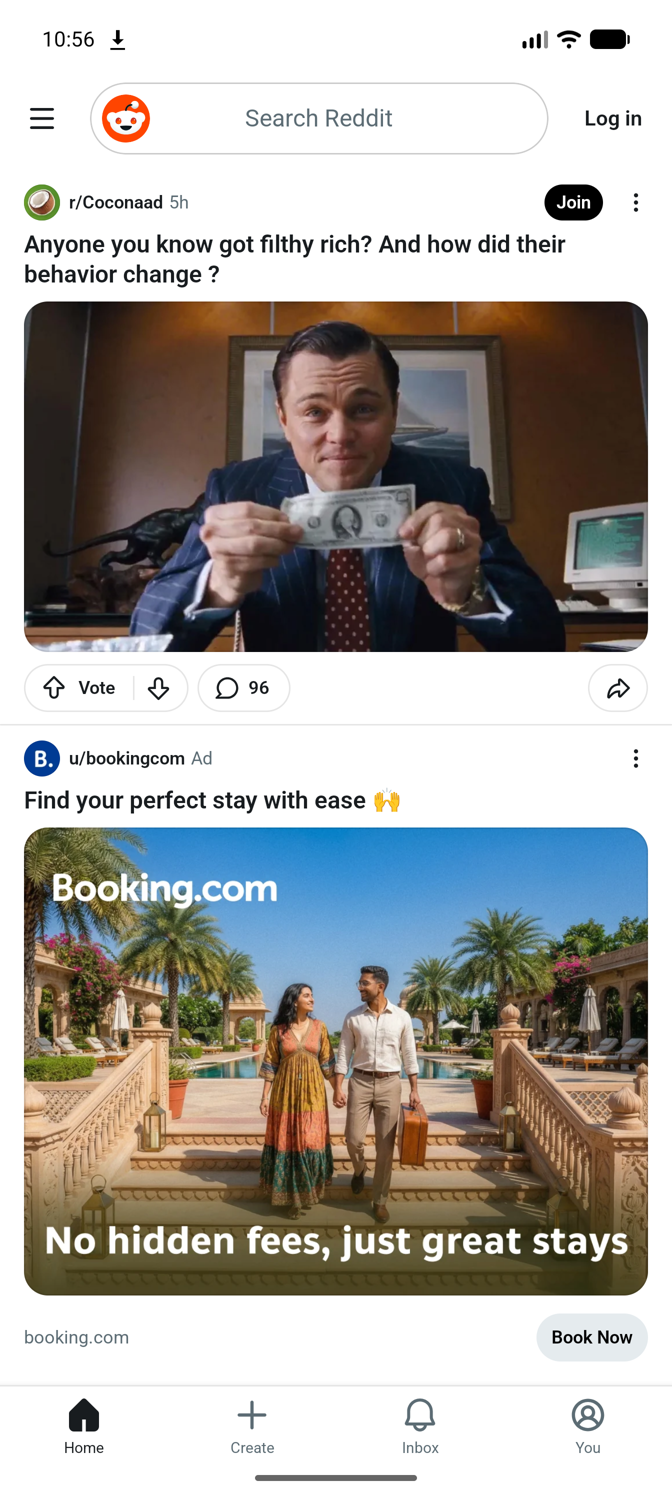 10:56
Search Reddit
Log in
r/Coconaad 5h
Join
Anyone you know got filthy rich? And how did their
behavior change ?
Vote
96
B. u/bookingcom Ad
Find your perfect stay with ease 🙌
Booking.com
No hidden fees, just great stays
booking.com
Book Now
Home
Create
Inbox
You